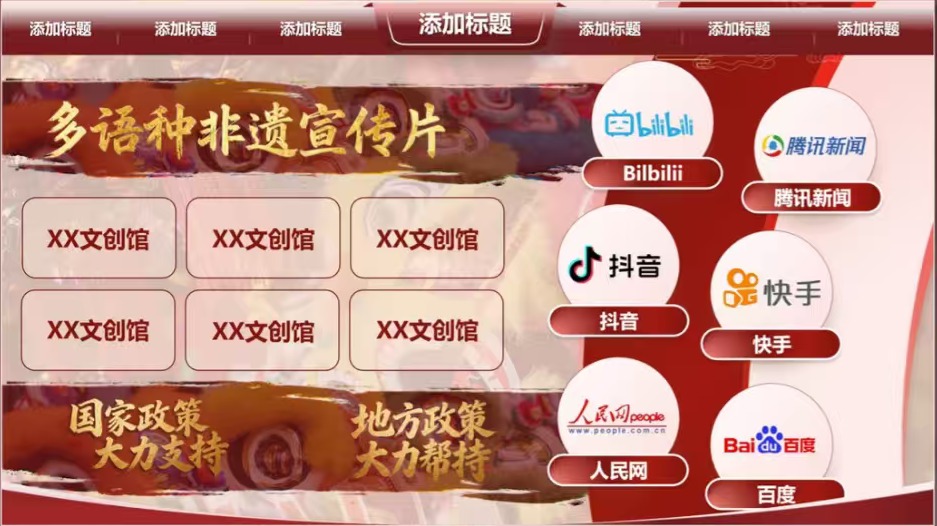 添加标题
添加标题
添加标题
添加标题
添加标题
添加标题
添加标题
多语种非遗宣传片
XX文创馆
XX文创馆
XX文创馆
XX文创馆
XX文创馆
XX文创馆
国家政策
大力支持
地方政策
大力帮持
bilibili
Bilbilii
腾讯新闻
腾讯新闻
抖音
抖音
快手
快手
人民网people
www.people.com.cn
人民网
Bai du 百度
百度